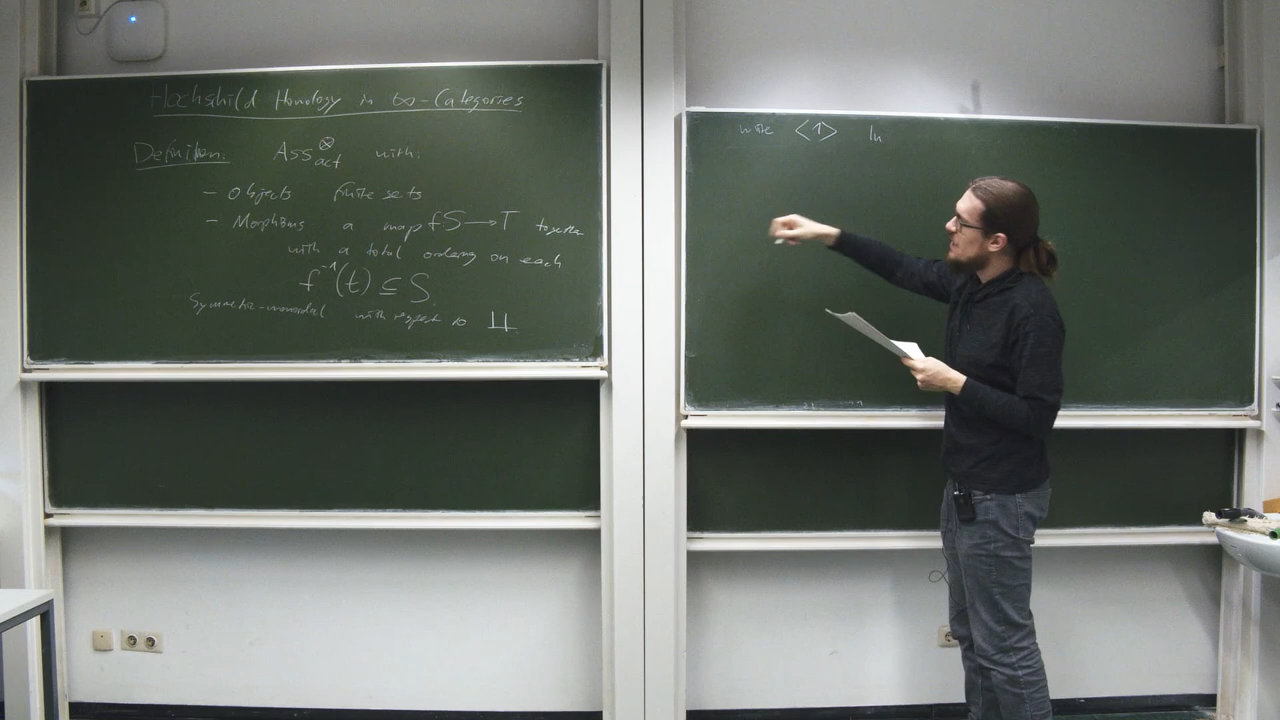 Hochschild Homology in ∞-Categories
Definition: Ass⊗act with:
- Objects finite sets
- Morphisms a map f S → T together
with a total ordering on each
f⁻¹(t) ⊆ S.
Symmetric-monoidal with respect to ⨿
write <1> In